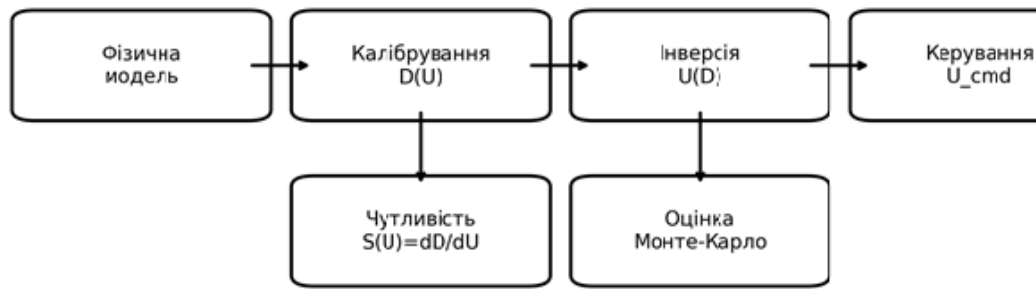 Фізична
модель
Калібрування
D(U)
Інверсія
U(D)
Керування
U_cmd
Чутливість
S(U)=dD/dU
Оцінка
Монте-Карло